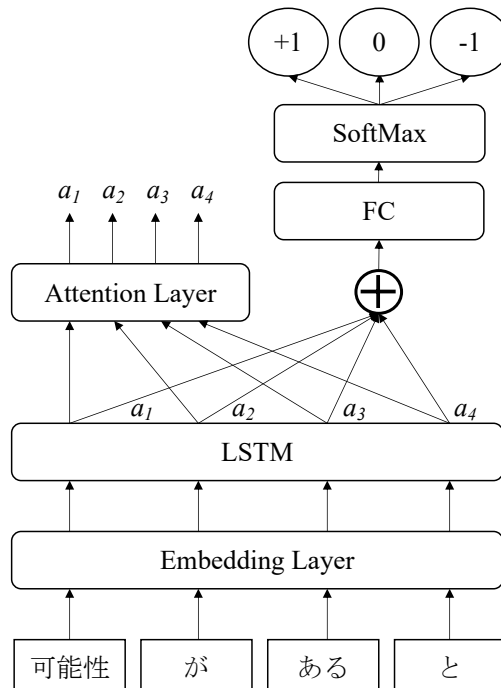 +1 0 -1
SoftMax
a1 a2 a3 a4
FC
Attention Layer
a1 a2 a3 a4
LSTM
Embedding Layer
可能性 が ある と